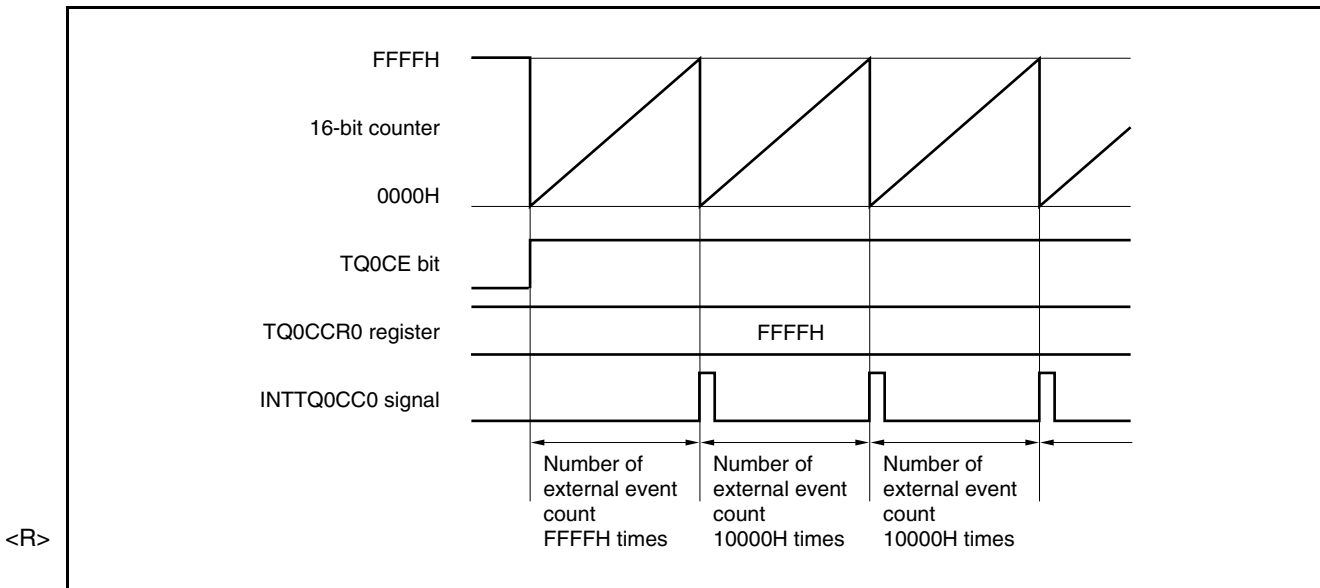 FFFFH
16-bit counter
0000H
TQ0CE bit
TQ0CCR0 register
FFFFH
INTTQ0CC0 signal
Number of
external event
count
FFFFH times
Number of
external event
count
10000H times
Number of
external event
count
10000H times
<R>